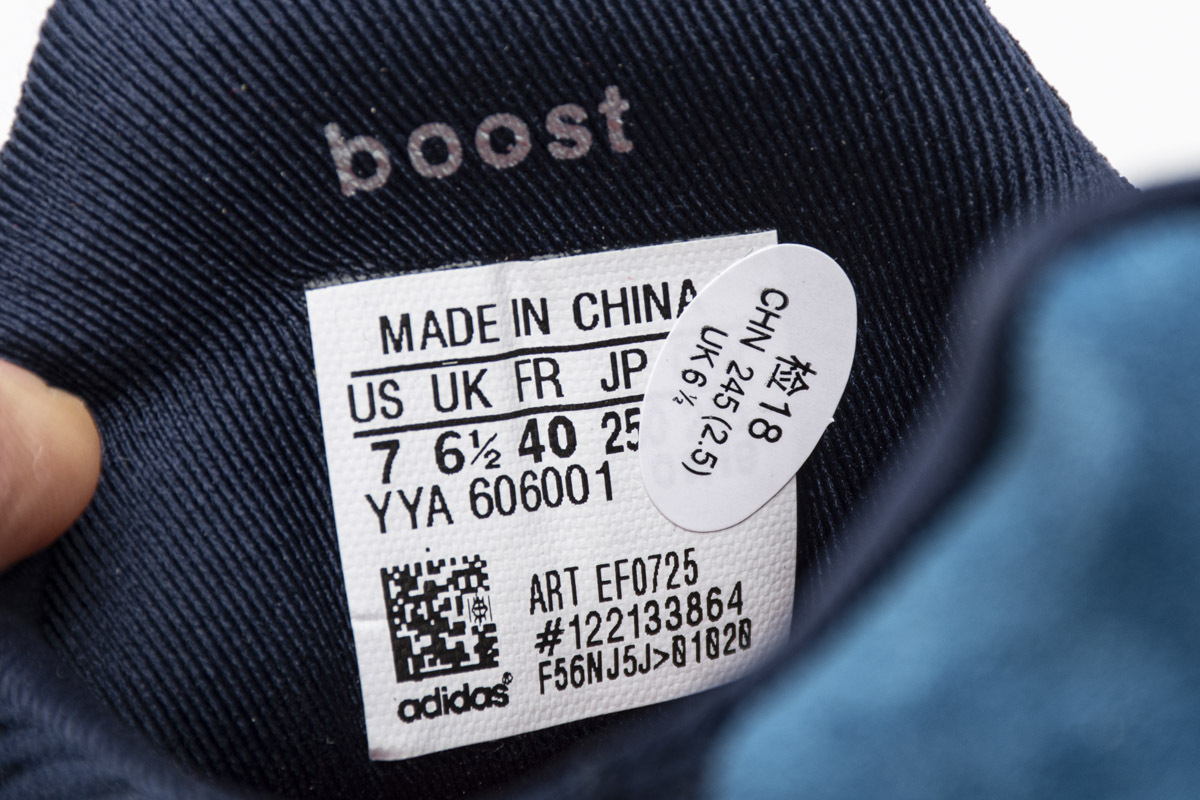 boost
MADE IN CHINA
US UK FR JP
7 6½ 40 25
YYA 606001
ART EF0725
#122133864
F56NJ5J>01020
adidas
检18
CHN 245(2.5)
UK 6½